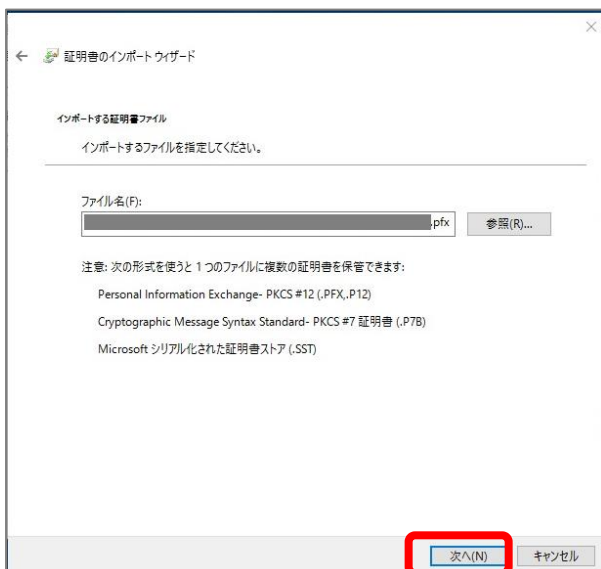 証明書のインポート ウィザード
インポートする証明書ファイル
インポートするファイルを指定してください。
ファイル名(F):
.pfx
参照(R)...
注意: 次の形式を使うと 1 つのファイルに複数の証明書を保管できます:
Personal Information Exchange- PKCS #12 (.PFX,.P12)
Cryptographic Message Syntax Standard- PKCS #7 証明書 (.P7B)
Microsoft シリアル化された証明書ストア (.SST)
次へ(N)
キャンセル